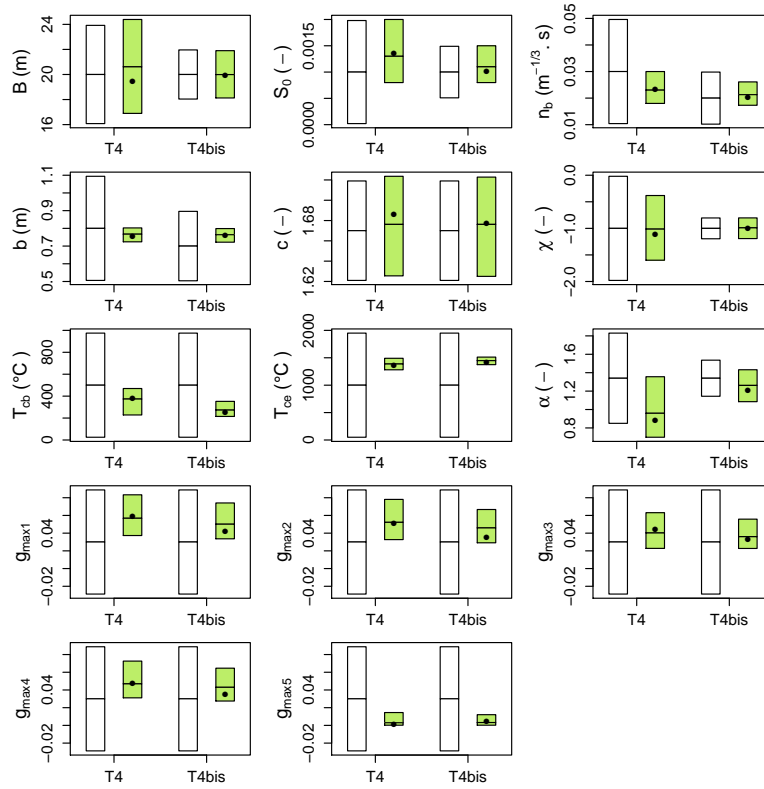 B (m)
24
20
16
T4
T4bis
S0 (−)
0.0015
0.0000
T4
T4bis
nb (m−1/3 . s)
0.05
0.03
0.01
T4
T4bis
b (m)
1.1
0.9
0.7
0.5
T4
T4bis
c (−)
1.68
1.62
T4
T4bis
χ (−)
0.0
−1.0
−2.0
T4
T4bis
Tcb (°C)
800
400
0
T4
T4bis
Tce (°C )
2000
1000
0
T4
T4bis
α (−)
1.6
1.2
0.8
T4
T4bis
gmax1
0.04
−0.02
T4
T4bis
gmax2
0.04
−0.02
T4
T4bis
gmax3
0.04
−0.02
T4
T4bis
gmax4
0.04
−0.02
T4
T4bis
gmax5
0.04
−0.02
T4
T4bis